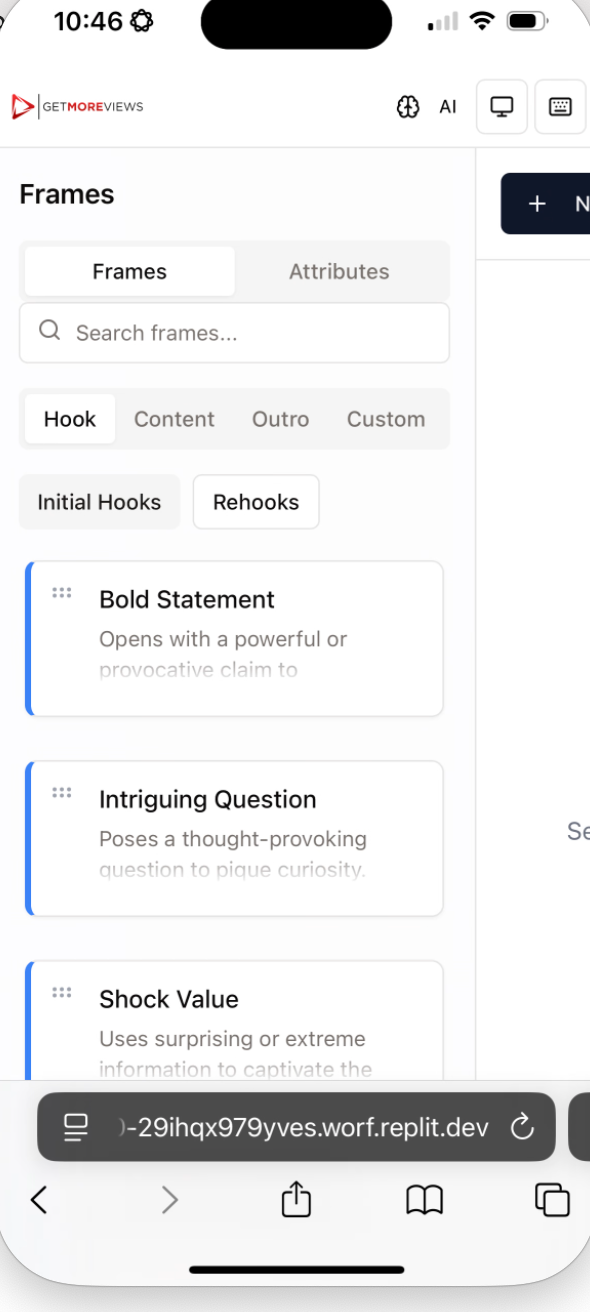 10:46
GETMOREVIEWS
AI
Frames
+ N
Frames Attributes
Search frames...
Hook Content Outro Custom
Initial Hooks Rehooks
Bold Statement
Opens with a powerful or
provocative claim to
Intriguing Question
Poses a thought-provoking
question to pique curiosity.
Se
Shock Value
Uses surprising or extreme
information to captivate the
-29ihqx979yves.worf.replit.dev